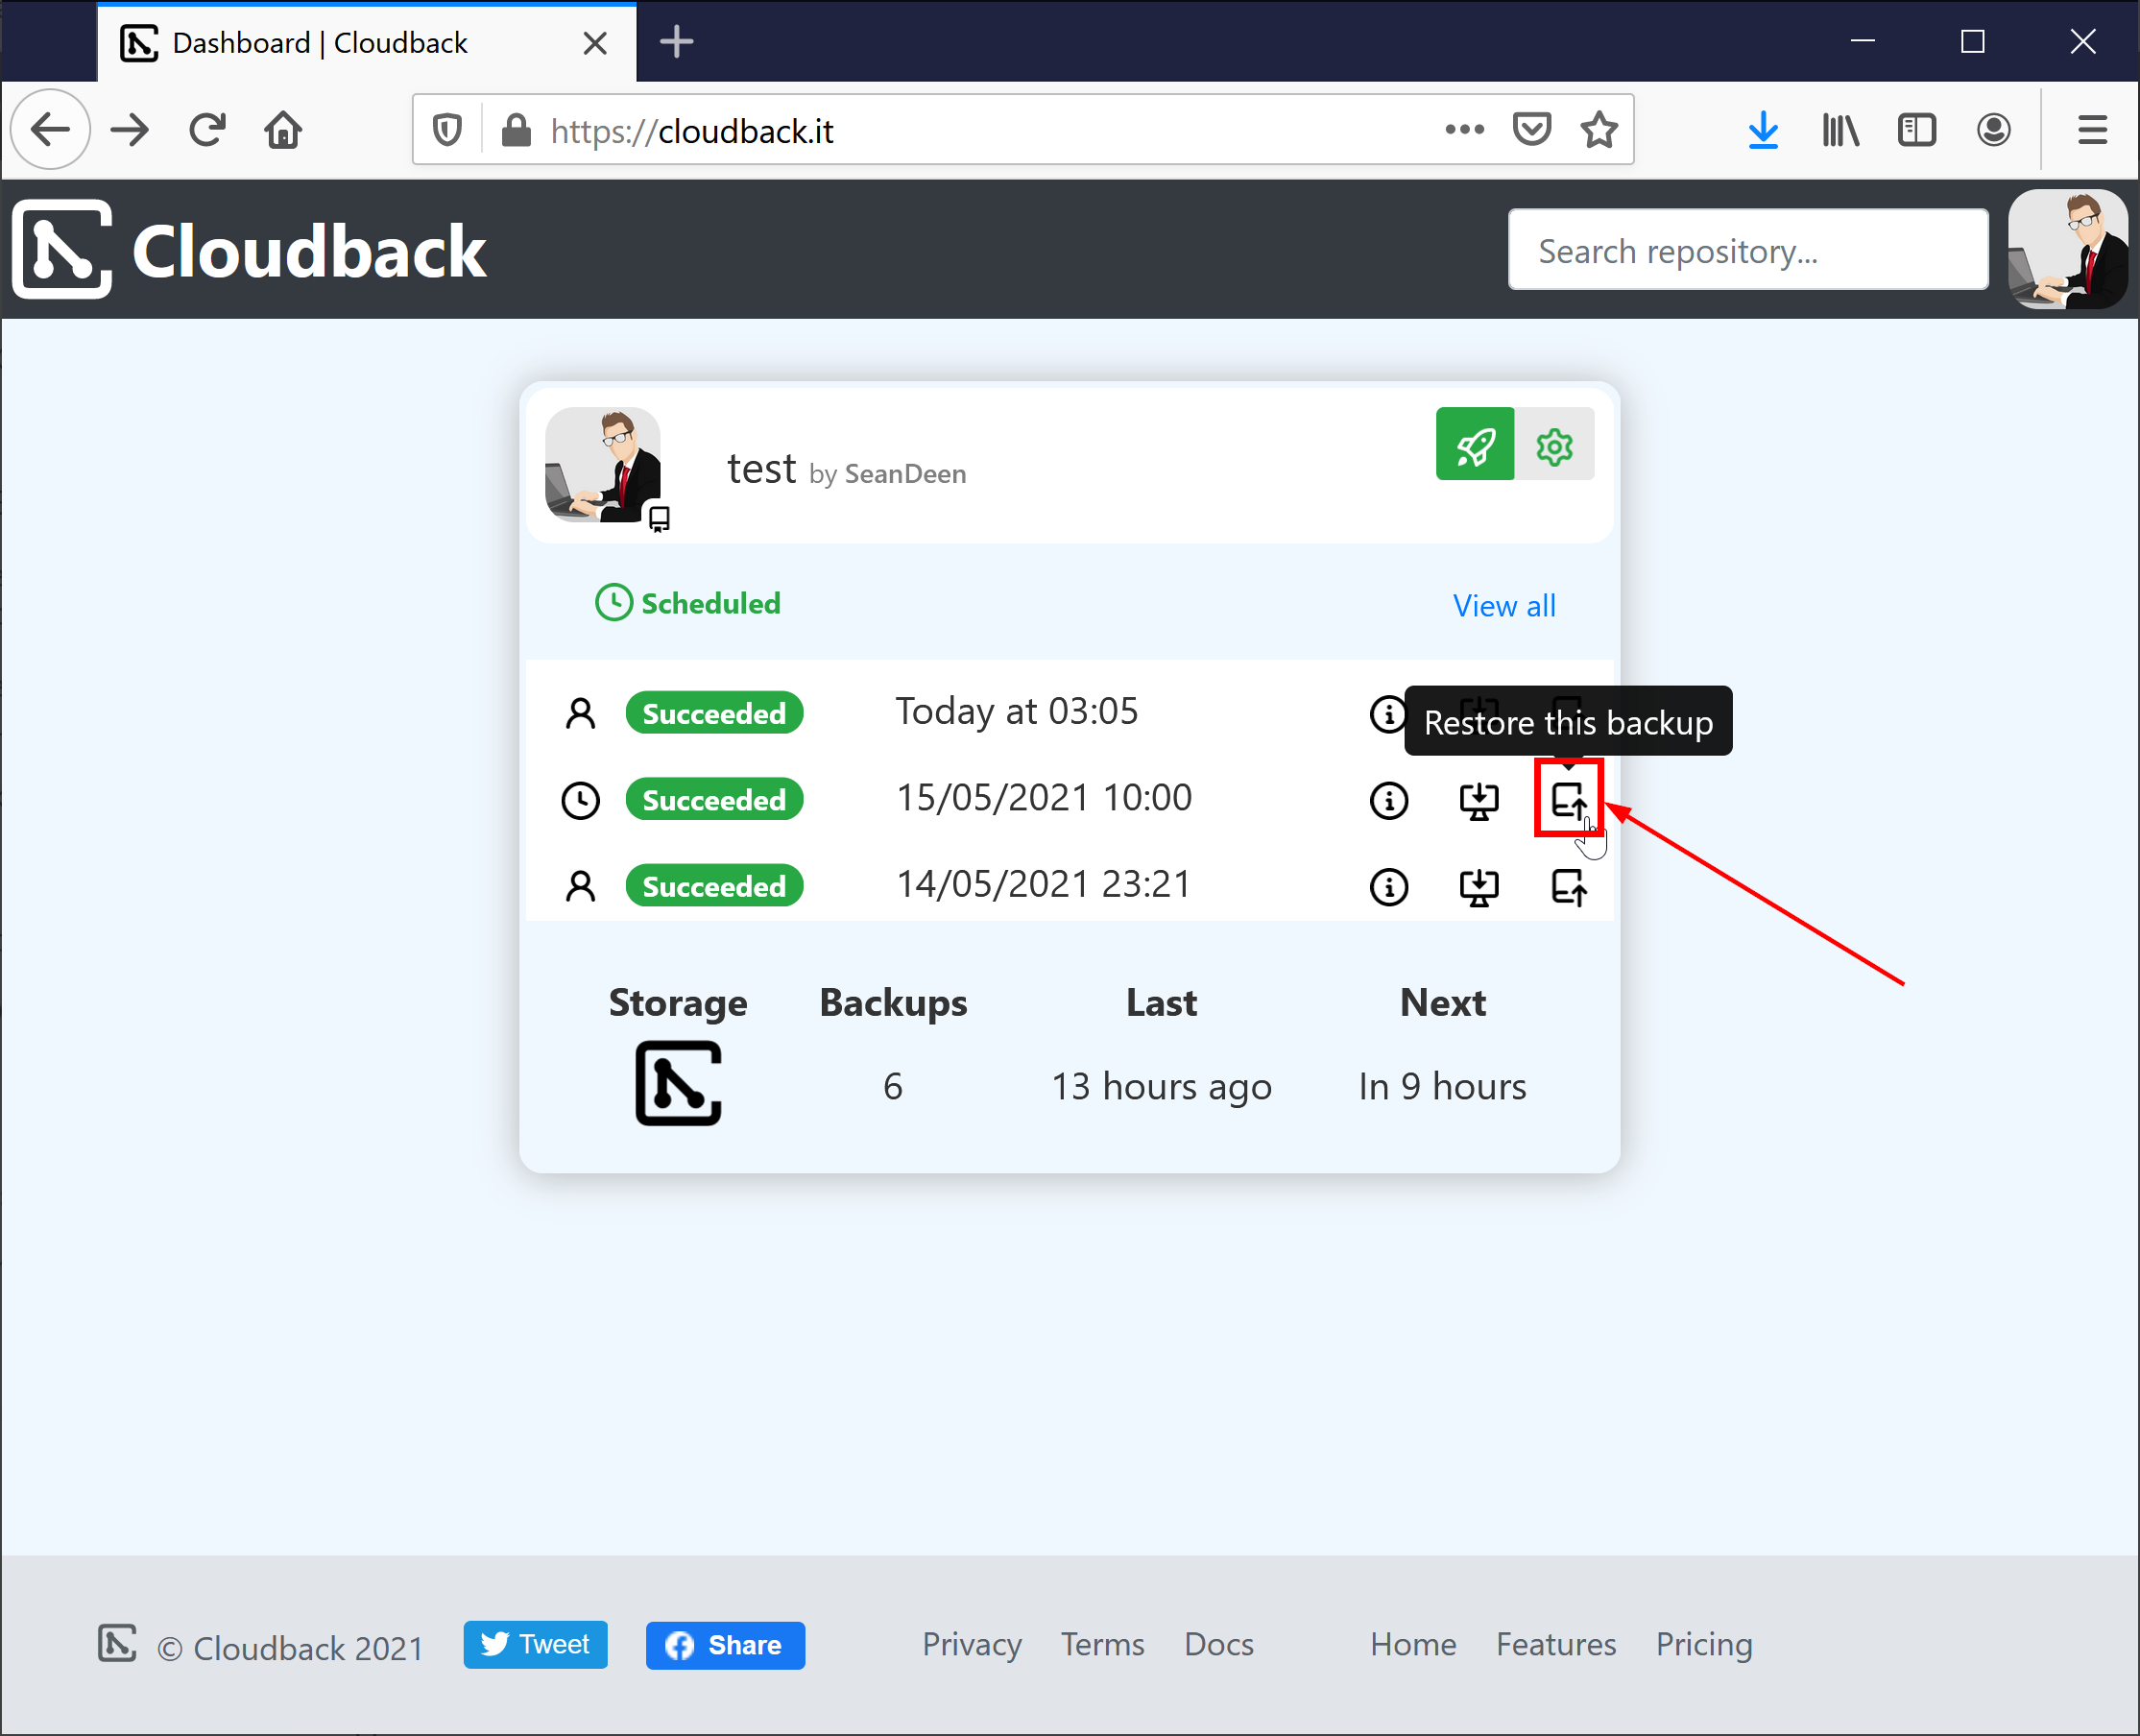 Dashboard | Cloudback
https://cloudback.it
Cloudback
Search repository...
test by SeanDeen
Scheduled
View all
Succeeded
Today at 03:05
Restore this backup
Succeeded
15/05/2021 10:00
Succeeded
14/05/2021 23:21
Storage
Backups
Last
Next
6
13 hours ago
In 9 hours
© Cloudback 2021
Tweet
Share
Privacy
Terms
Docs
Home
Features
Pricing